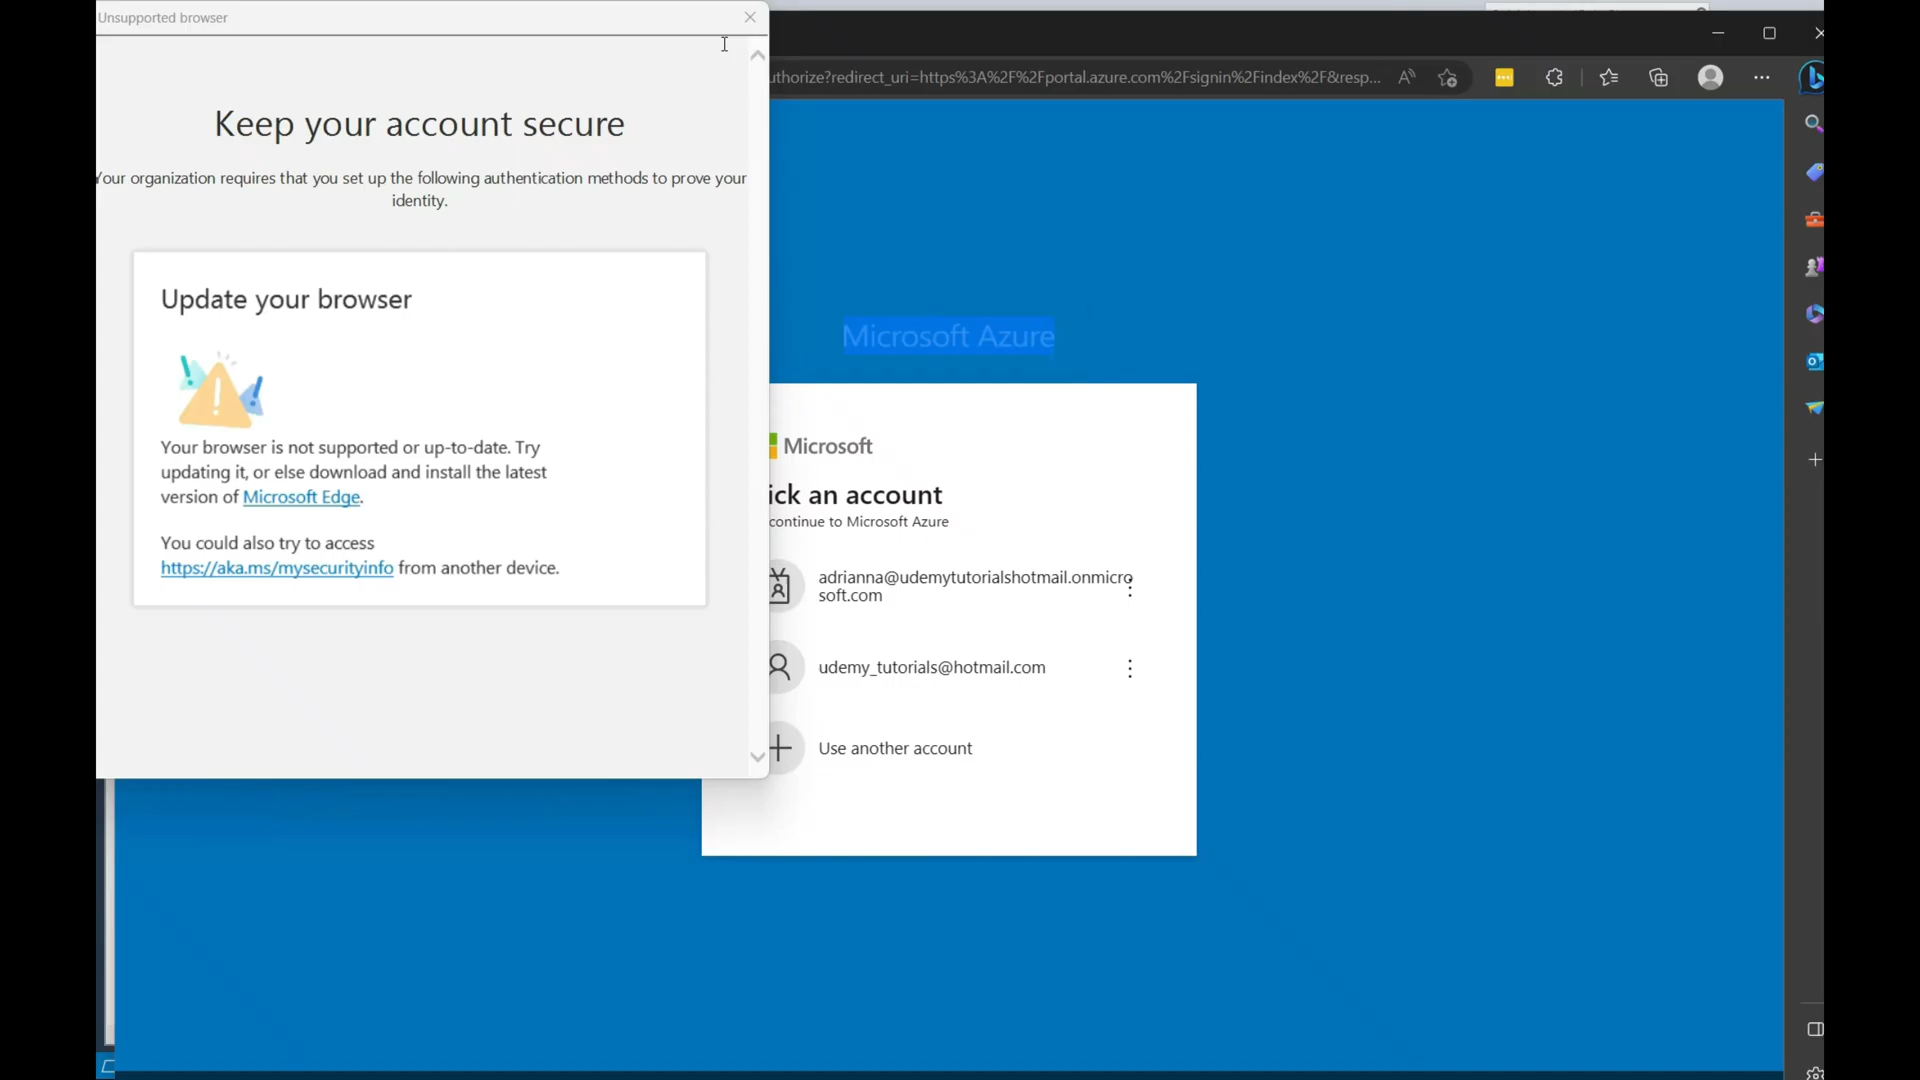 Unsupported browser
Keep your account secure
Your organization requires that you set up the following authentication methods to prove your
identity.
Update your browser
Your browser is not supported or up-to-date. Try
updating it, or else download and install the latest
version of Microsoft Edge.
You could also try to access
https://aka.ms/mysecurityinfo from another device.
uthorize?redirect_uri=https%3A%2F%2Fportal.azure.com%2Fsignin%2Findex%2F&resp...
Microsoft Azure
Microsoft
ick an account
continue to Microsoft Azure
adrianna@udemytutorialshotmail.onmicro
soft.com
udemy_tutorials@hotmail.com
Use another account